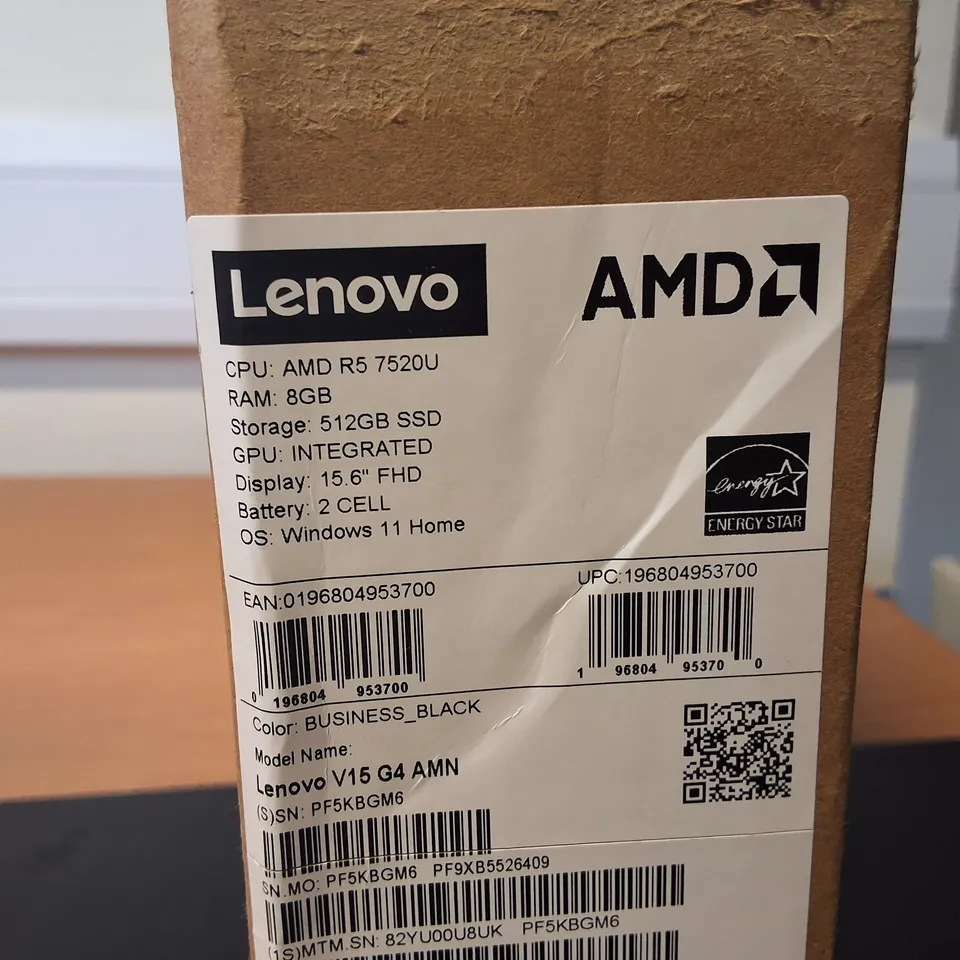 Lenovo
AMD
CPU: AMD R5 7520U
RAM: 8GB
Storage: 512GB SSD
GPU: INTEGRATED
Display: 15.6" FHD
Battery: 2 CELL
OS: Windows 11 Home
energy
ENERGY STAR
EAN:0196804953700
UPC:196804953700
0 196804 953700
1 96804 95370 0
Color: BUSINESS_BLACK
Model Name:
Lenovo V15 G4 AMN
(S)SN: PF5KBGM6
SN.MO: PF5KBGM6 PF9XB5526409
(1S)MTM.SN: 82YU00U8UK PF5KBGM6